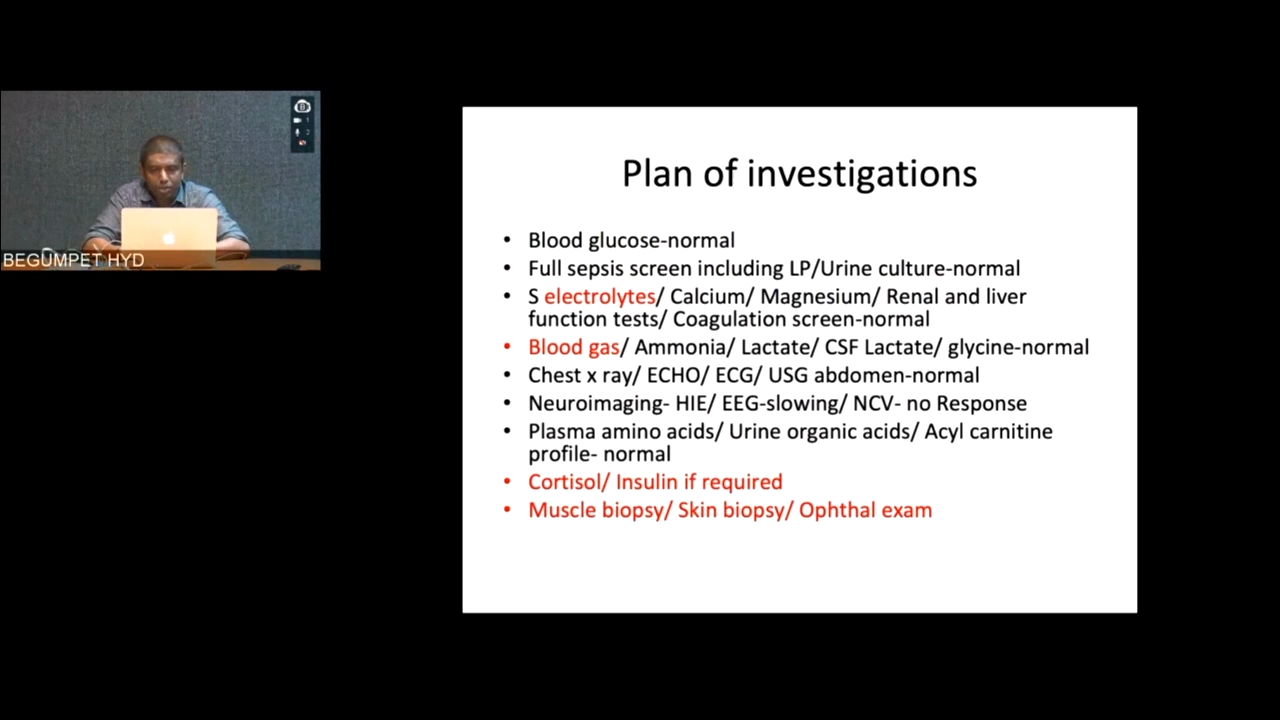 BEGUMPET HYD
Plan of investigations
• Blood glucose-normal
• Full sepsis screen including LP/Urine culture-normal
• S electrolytes/ Calcium/ Magnesium/ Renal and liver
function tests/ Coagulation screen-normal
• Blood gas/ Ammonia/ Lactate/ CSF Lactate/ glycine-normal
• Chest x ray/ ECHO/ ECG/ USG abdomen-normal
• Neuroimaging- HIE/ EEG-slowing/ NCV- no Response
• Plasma amino acids/ Urine organic acids/ Acyl carnitine
profile- normal
• Cortisol/ Insulin if required
• Muscle biopsy/ Skin biopsy/ Ophthal exam